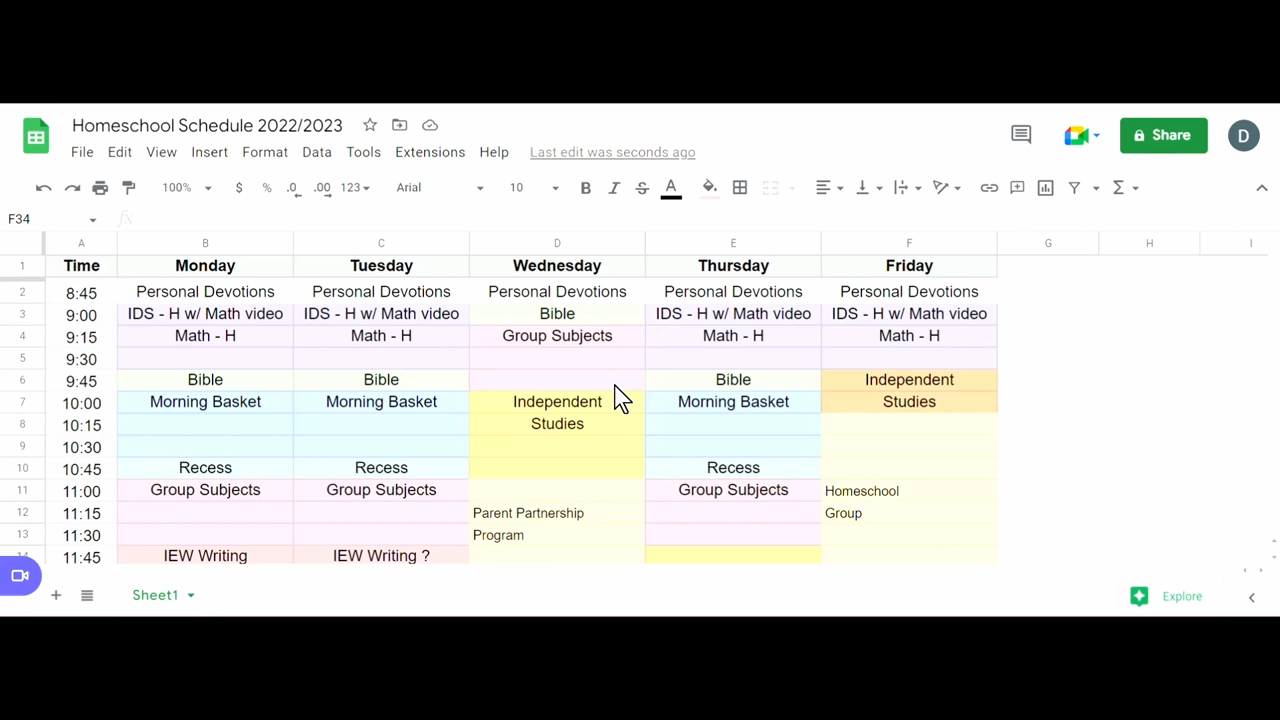 Homeschool Schedule 2022/2023
File Edit View Insert Format Data Tools Extensions Help Last edit was seconds ago
Share
D
100% $ % .0 .00 123 Arial 10 B I S A
F34 fx
A B C D E F G H I
1 Time Monday Tuesday Wednesday Thursday Friday
2 8:45 Personal Devotions Personal Devotions Personal Devotions Personal Devotions Personal Devotions
3 9:00 IDS - H w/ Math video IDS - H w/ Math video Bible IDS - H w/ Math video IDS - H w/ Math video
4 9:15 Math - H Math - H Group Subjects Math - H Math - H
5 9:30
6 9:45 Bible Bible Bible Independent
7 10:00 Morning Basket Morning Basket Independent Morning Basket Studies
8 10:15 Studies
9 10:30
10 10:45 Recess Recess Recess
11 11:00 Group Subjects Group Subjects Group Subjects Homeschool
12 11:15 Parent Partnership Group
13 11:30 Program
14 11:45 IEW Writing IEW Writing ?
+ Sheet1 Explore